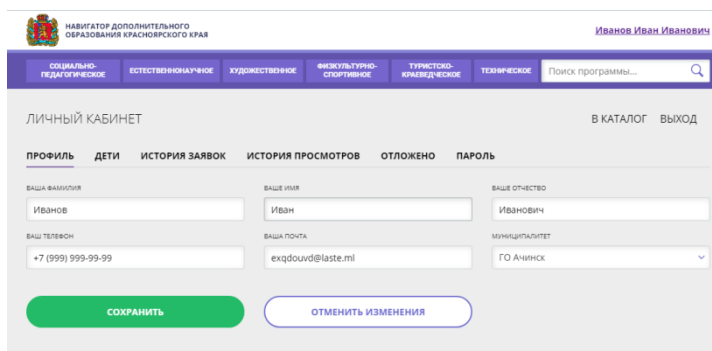 НАВИГАТОР ДОПОЛНИТЕЛЬНОГО
ОБРАЗОВАНИЯ КРАСНОЯРСКОГО КРАЯ
Иванов Иван Иванович
СОЦИАЛЬНО-
ПЕДАГОГИЧЕСКОЕ
ЕСТЕСТВЕННОНАУЧНОЕ
ХУДОЖЕСТВЕННОЕ
ФИЗКУЛЬТУРНО-
СПОРТИВНОЕ
ТУРИСТСКО-
КРАЕВЕДЧЕСКОЕ
ТЕХНИЧЕСКОЕ
Поиск программы...
ЛИЧНЫЙ КАБИНЕТ
В КАТАЛОГ ВЫХОД
ПРОФИЛЬ ДЕТИ ИСТОРИЯ ЗАЯВОК ИСТОРИЯ ПРОСМОТРОВ ОТЛОЖЕНО ПАРОЛЬ
ВАША ФАМИЛИЯ ВАШЕ ИМЯ ВАШЕ ОТЧЕСТВО
Иванов Иван Иванович
ВАШ ТЕЛЕФОН ВАША ПОЧТА МУНИЦИПАЛИТЕТ
+7 (999) 999-99-99 exqdouvd@laste.ml ГО Ачинск
СОХРАНИТЬ ОТМЕНИТЬ ИЗМЕНЕНИЯ